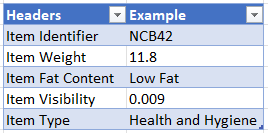 Headers Example
Item Identifier NCB42
Item Weight 11.8
Item Fat Content Low Fat
Item Visibility 0.009
Item Type Health and Hygiene